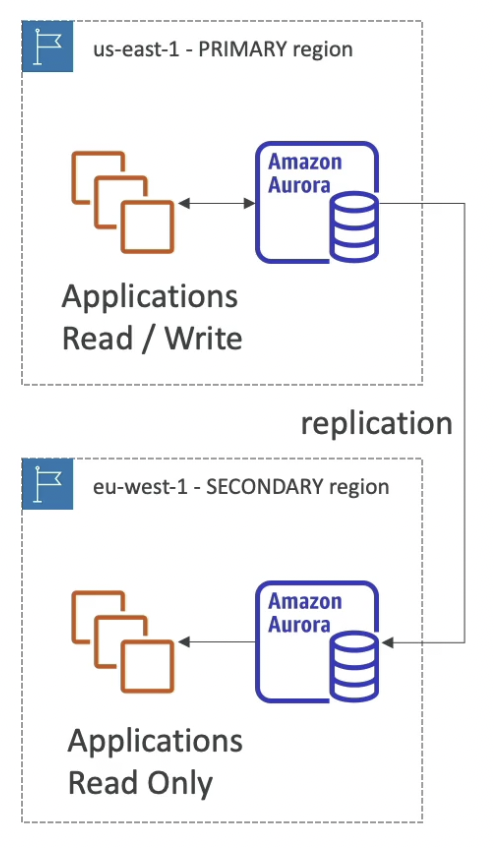 us-east-1 - PRIMARY region
Amazon
Aurora
Applications
Read / Write
replication
eu-west-1 - SECONDARY region
Amazon
Aurora
Applications
Read Only